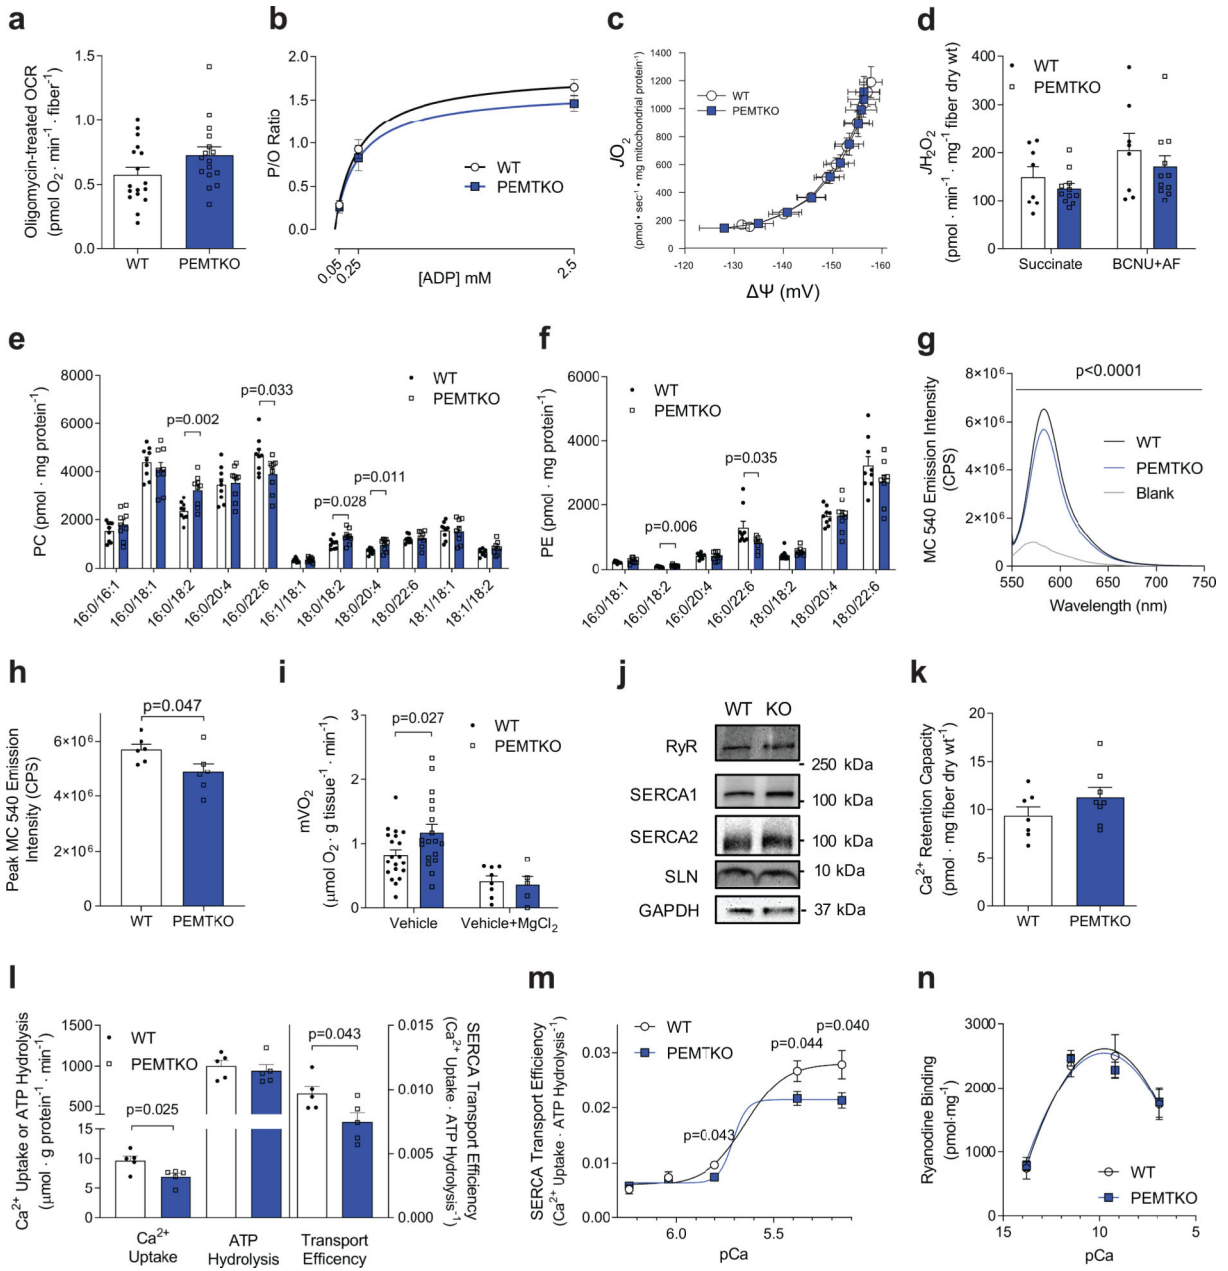 a
Oligomycin-treated OCR
(pmol O₂ · min⁻¹ · fiber⁻¹)
1.5
1.0
0.5
0.0
WT
PEMTKO
b
P/O Ratio
2.0
1.5
1.0
0.5
0.0
WT
PEMTKO
0.05
0.25
2.5
[ADP] mM
c
JO₂
(pmol • sec⁻¹ • mg mitochondrial protein⁻¹)
1400
1200
1000
800
600
400
200
0
WT
PEMTKO
-120
-130
-140
-150
-160
ΔΨ (mV)
d
JH₂O₂
(pmol · min⁻¹ · mg⁻¹ fiber dry wt)
400
300
200
100
0
WT
PEMTKO
Succinate
BCNU+AF
e
PC (pmol · mg protein⁻¹)
8000
6000
4000
2000
0
WT
PEMTKO
p=0.002
p=0.033
p=0.028
p=0.011
16:0/16:1
16:0/18:1
16:0/18:2
16:0/20:4
16:0/22:6
16:1/18:1
18:0/18:2
18:0/20:4
18:0/22:6
18:1/18:1
18:1/18:2
f
PE (pmol · mg protein⁻¹)
6000
4000
2000
0
WT
PEMTKO
p=0.006
p=0.035
16:0/18:1
16:0/18:2
16:0/20:4
16:0/22:6
18:0/18:2
18:0/20:4
18:0/22:6
g
MC 540 Emission Intensity
(CPS)
8×10⁶
6×10⁶
4×10⁶
2×10⁶
0
p<0.0001
WT
PEMTKO
Blank
550
600
650
700
750
Wavelength (nm)
h
Peak MC 540 Emission
Intensity (CPS)
6×10⁶
4×10⁶
2×10⁶
0
p=0.047
WT
PEMTKO
i
mVO₂
(μmol O₂ · g tissue⁻¹ · min⁻¹)
3
2
1
0
p=0.027
WT
PEMTKO
Vehicle
Vehicle+MgCl₂
j
WT KO
RyR
250 kDa
SERCA1
100 kDa
SERCA2
100 kDa
SLN
10 kDa
GAPDH
37 kDa
k
Ca²⁺ Retention Capacity
(pmol · mg fiber dry wt⁻¹)
20
15
10
5
0
WT
PEMTKO
l
Ca²⁺ Uptake or ATP Hydrolysis
(μmol · g protein⁻¹ · min⁻¹)
1500
1000
500
15
10
5
0
WT
PEMTKO
p=0.025
p=0.043
0.015
0.010
0.005
0.000
SERCA Transport Efficiency
(Ca²⁺ Uptake · ATP Hydrolysis⁻¹)
Ca²⁺
Uptake
ATP
Hydrolysis
Transport
Efficency
m
SERCA Transport Efficiency
(Ca²⁺ Uptake · ATP Hydrolysis⁻¹)
0.03
0.02
0.01
0.00
WT
PEMTKO
p=0.043
p=0.044
p=0.040
6.0
5.5
pCa
n
Ryanodine Binding
(pmol·mg⁻¹)
3000
2000
1000
0
WT
PEMTKO
15
10
5
pCa